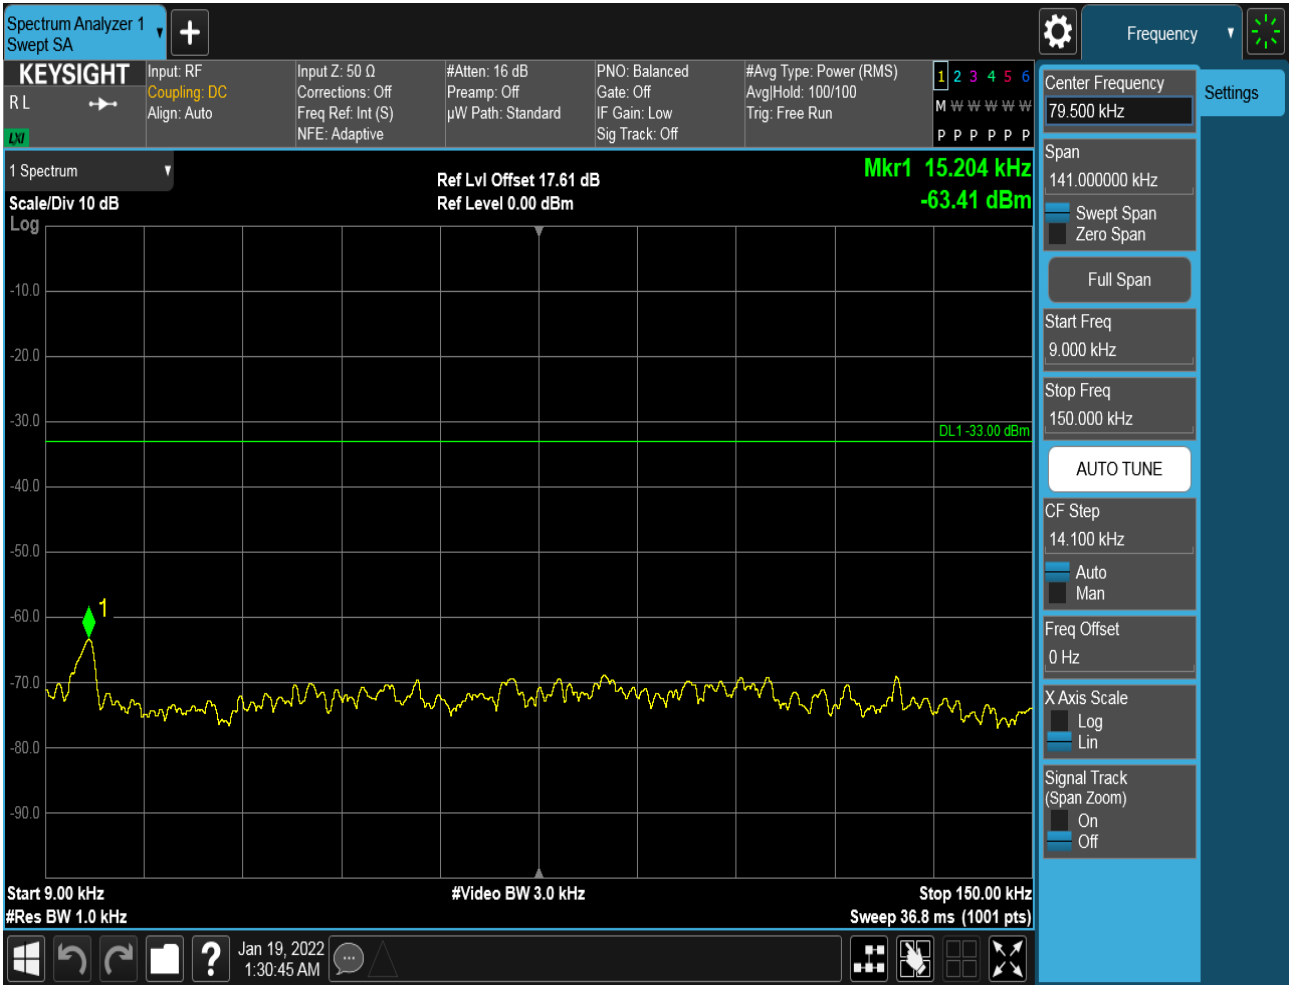 Spectrum Analyzer 1
Swept SA
Frequency
KEYSIGHT
R L
LXI
Input: RF
Coupling: DC
Align: Auto
Input Z: 50 Ω
Corrections: Off
Freq Ref: Int (S)
NFE: Adaptive
#Atten: 16 dB
Preamp: Off
µW Path: Standard
PNO: Balanced
Gate: Off
IF Gain: Low
Sig Track: Off
#Avg Type: Power (RMS)
Avg|Hold: 100/100
Trig: Free Run
1 2 3 4 5 6
M W W W W W
P P P P P P
1 Spectrum
Scale/Div 10 dB
Log
Ref Lvl Offset 17.61 dB
Ref Level 0.00 dBm
Mkr1 15.204 kHz
-63.41 dBm
-10.0
-20.0
-30.0
DL1 -33.00 dBm
-40.0
-50.0
-60.0
1
-70.0
-80.0
-90.0
Start 9.00 kHz
#Video BW 3.0 kHz
Stop 150.00 kHz
#Res BW 1.0 kHz
Sweep 36.8 ms (1001 pts)
?
Jan 19, 2022
1:30:45 AM
Center Frequency
79.500 kHz
Settings
Span
141.000000 kHz
Swept Span
Zero Span
Full Span
Start Freq
9.000 kHz
Stop Freq
150.000 kHz
AUTO TUNE
CF Step
14.100 kHz
Auto
Man
Freq Offset
0 Hz
X Axis Scale
Log
Lin
Signal Track
(Span Zoom)
On
Off